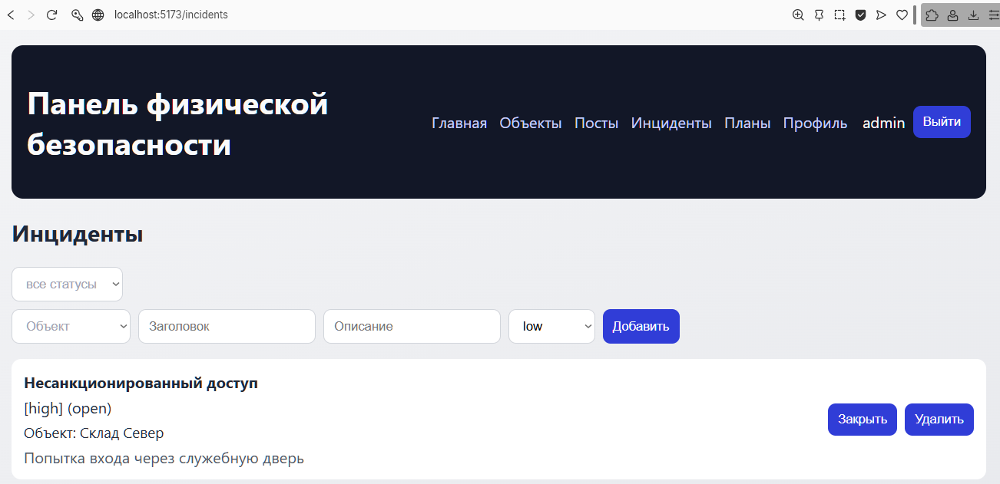 localhost:5173/incidents
Панель физической
безопасности
Главная Объекты Посты Инциденты Планы Профиль admin Выйти
Инциденты
все статусы
Объект Заголовок Описание low Добавить
Несанкционированный доступ
[high] (open)
Объект: Склад Север
Попытка входа через служебную дверь
Закрыть Удалить